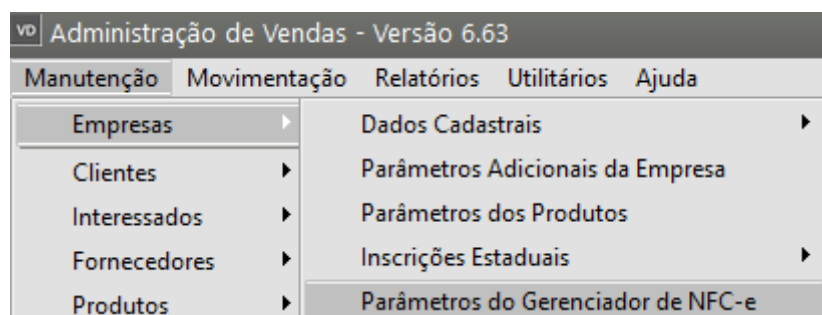 VD Administração de Vendas - Versão 6.63
Manutenção Movimentação Relatórios Utilitários Ajuda
Empresas
Clientes
Interessados
Fornecedores
Produtos
Dados Cadastrais
Parâmetros Adicionais da Empresa
Parâmetros dos Produtos
Inscrições Estaduais
Parâmetros do Gerenciador de NFC-e